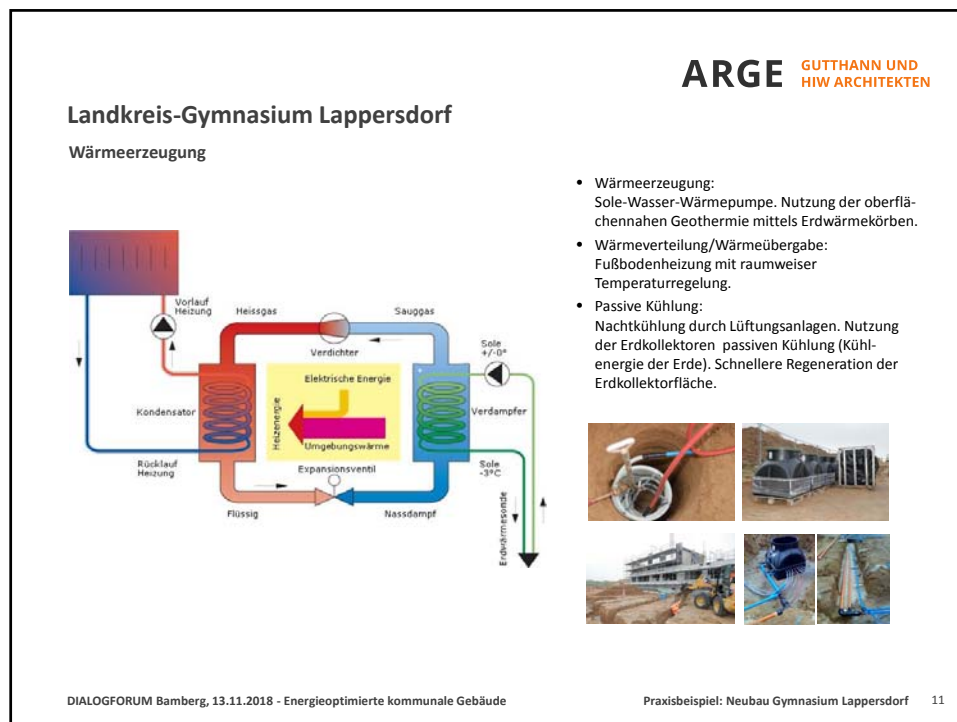 ARGE GUTTHANN UND
HIW ARCHITEKTEN
Landkreis-Gymnasium Lappersdorf
Wärmeerzeugung
• Wärmeerzeugung:
Sole-Wasser-Wärmepumpe. Nutzung der oberflä-
chennahen Geothermie mittels Erdwärmekörben.
• Wärmeverteilung/Wärmeübergabe:
Fußbodenheizung mit raumweiser
Temperaturregelung.
• Passive Kühlung:
Nachtkühlung durch Lüftungsanlagen. Nutzung
der Erdkollektoren passiven Kühlung (Kühl-
energie der Erde). Schnellere Regeneration der
Erdkollektorfläche.
Vorlauf
Heizung
Heissgas
Sauggas
Verdichter
Sole
+/-0°
Elektrische Energie
Kondensator
Heizenergie
Verdampfer
Umgebungswärme
Rücklauf
Heizung
Expansionsventil
Sole
-3°C
Flüssig
Nassdampf
Erdwärmesonde
DIALOGFORUM Bamberg, 13.11.2018 - Energieoptimierte kommunale Gebäude
Praxisbeispiel: Neubau Gymnasium Lappersdorf 11